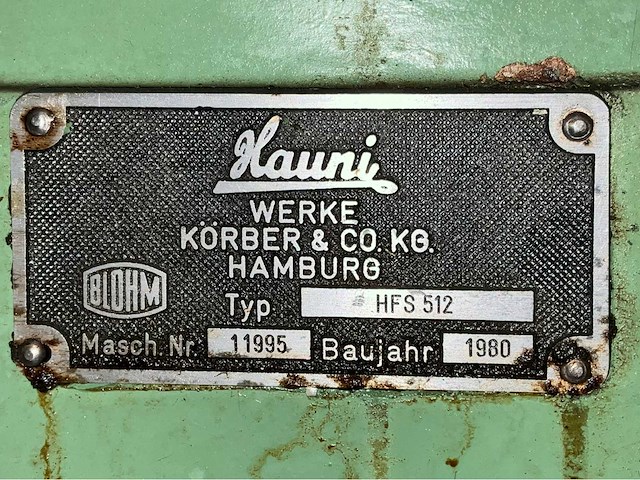 Hauni
WERKE
KÖRBER & CO. KG.
HAMBURG
BLOHM
Typ HFS 512
Masch. Nr. 11995 Baujahr 1980